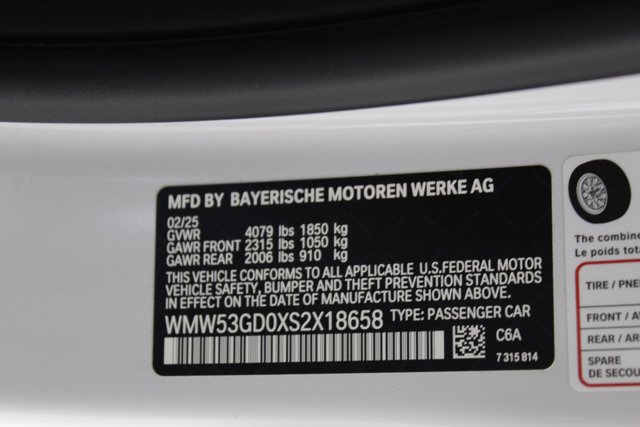 MFD BY BAYERISCHE MOTOREN WERKE AG
02/25
GVWR 4079 lbs 1850 kg
GAWR FRONT 2315 lbs 1050 kg
GAWR REAR 2006 lbs 910 kg
THIS VEHICLE CONFORMS TO ALL APPLICABLE U.S.FEDERAL MOTOR
VEHICLE SAFETY, BUMPER AND THEFT PREVENTION STANDARDS
IN EFFECT ON THE DATE OF MANUFACTURE SHOWN ABOVE.
WMW53GD0XS2X18658 TYPE: PASSENGER CAR
C6A
7 315 814
The combine
Le poids total
TIRE / PNE
FRONT / AV
REAR / ARR
SPARE
DE SECOU